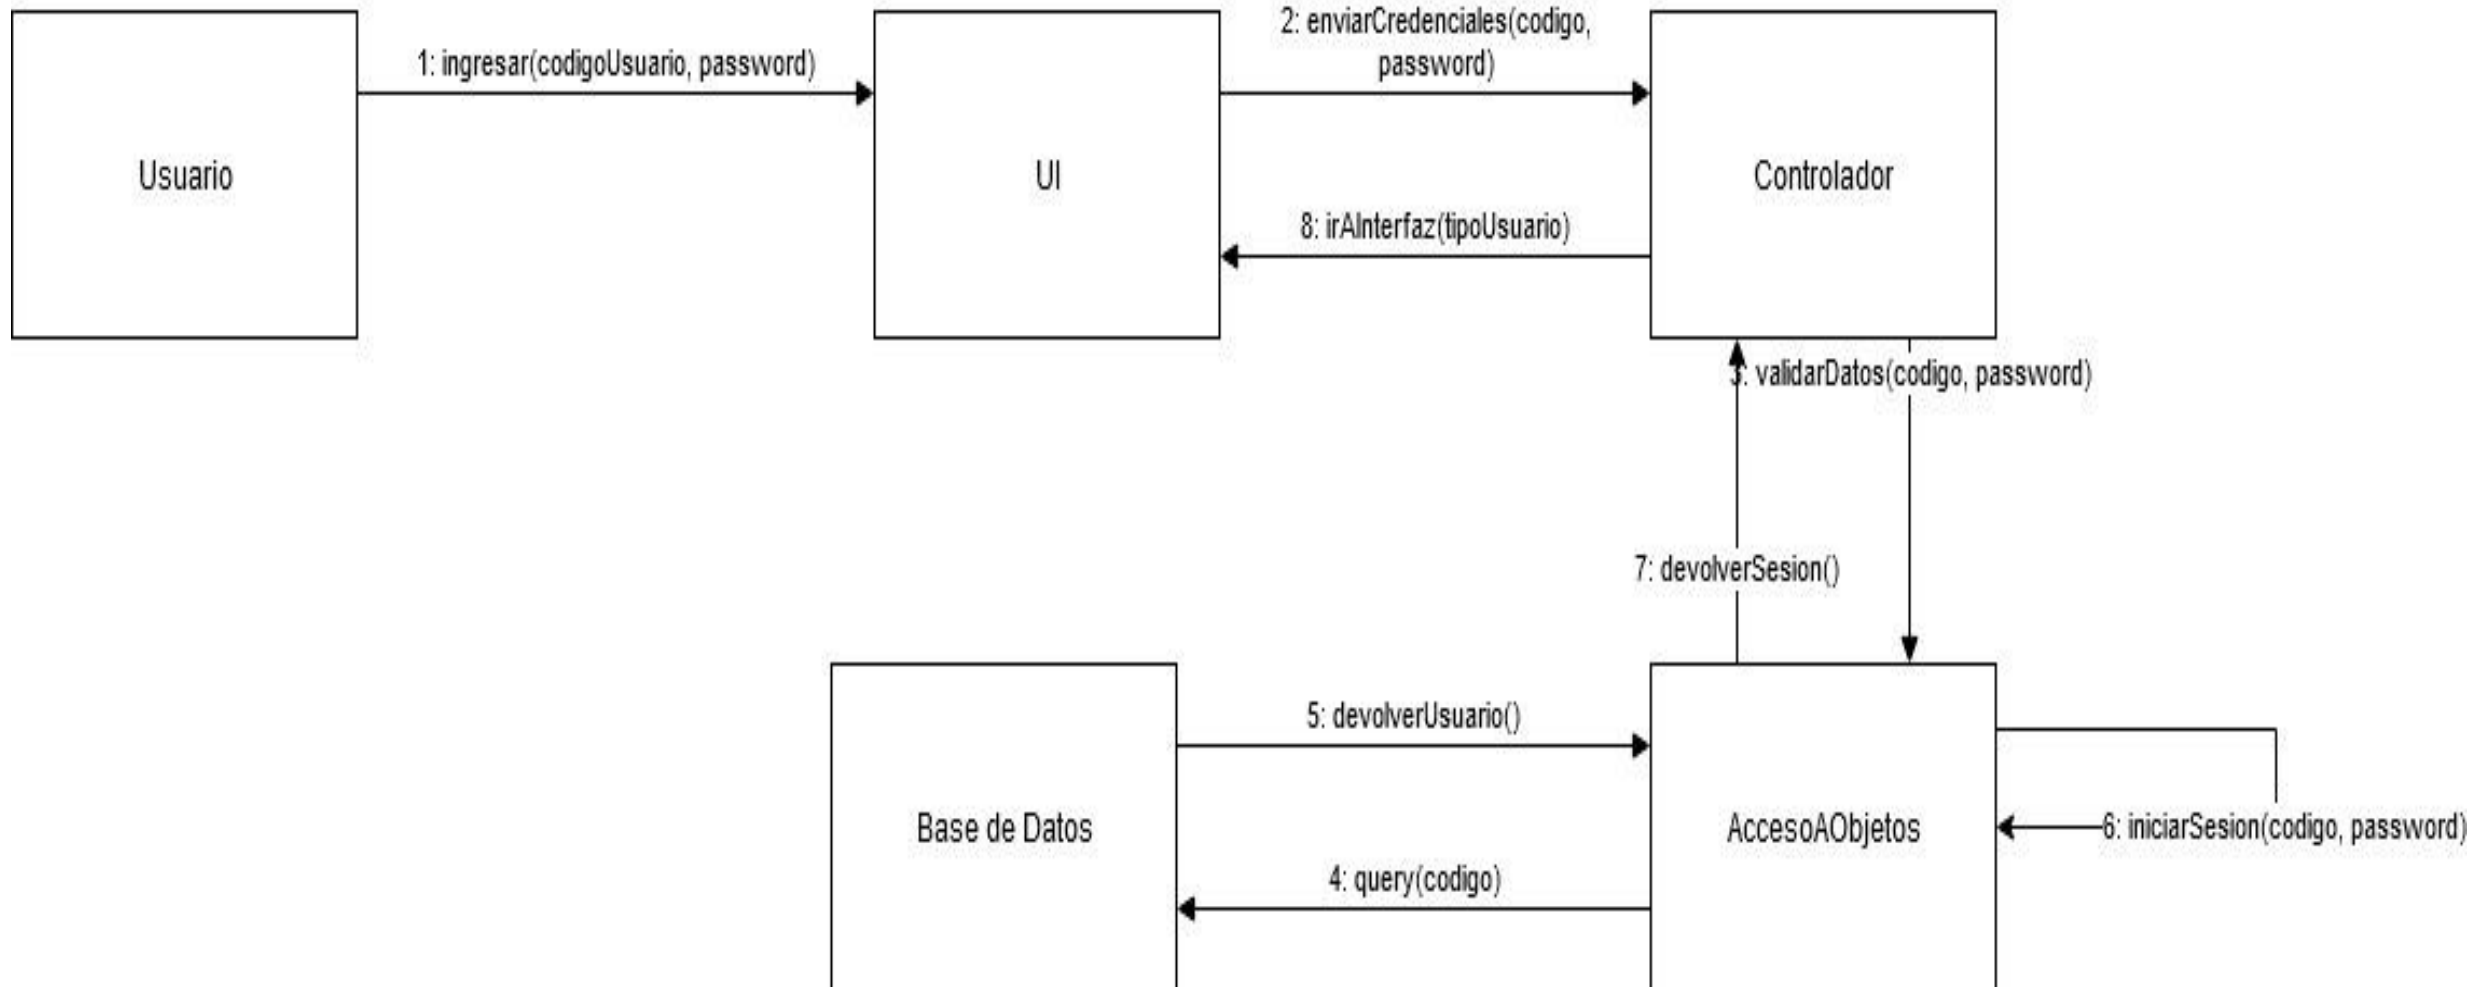 2: enviarCredenciales(codigo,
password)
1: ingresar(codigoUsuario, password)
Usuario
UI
Controlador
8: irAInterfaz(tipoUsuario)
3: validarDatos(codigo, password)
7: devolverSesion()
5: devolverUsuario()
Base de Datos
AccesoAObjetos
6: iniciarSesion(codigo, password)
4: query(codigo)